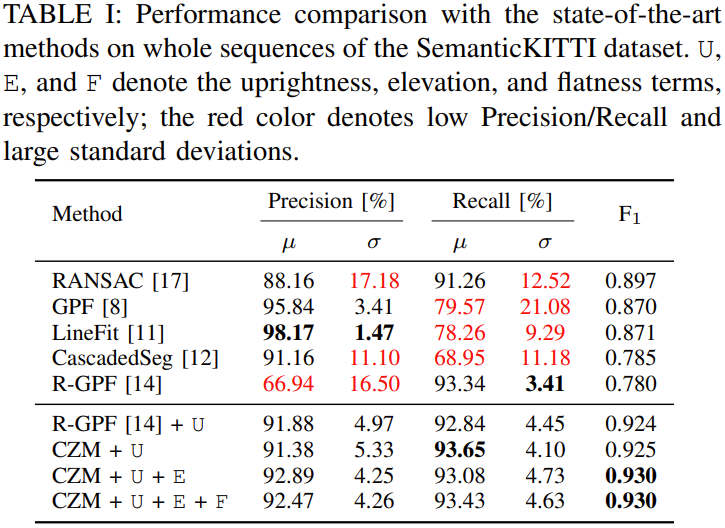 TABLE I: Performance comparison with the state-of-the-art
methods on whole sequences of the SemanticKITTI dataset. U,
E, and F denote the uprightness, elevation, and flatness terms,
respectively; the red color denotes low Precision/Recall and
large standard deviations.
Method Precision [%] Recall [%] F₁
μ σ μ σ
RANSAC [17] 88.16 17.18 91.26 12.52 0.897
GPF [8] 95.84 3.41 79.57 21.08 0.870
LineFit [11] 98.17 1.47 78.26 9.29 0.871
CascadedSeg [12] 91.16 11.10 68.95 11.18 0.785
R-GPF [14] 66.94 16.50 93.34 3.41 0.780
R-GPF [14] + U 91.88 4.97 92.84 4.45 0.924
CZM + U 91.38 5.33 93.65 4.10 0.925
CZM + U + E 92.89 4.25 93.08 4.73 0.930
CZM + U + E + F 92.47 4.26 93.43 4.63 0.930